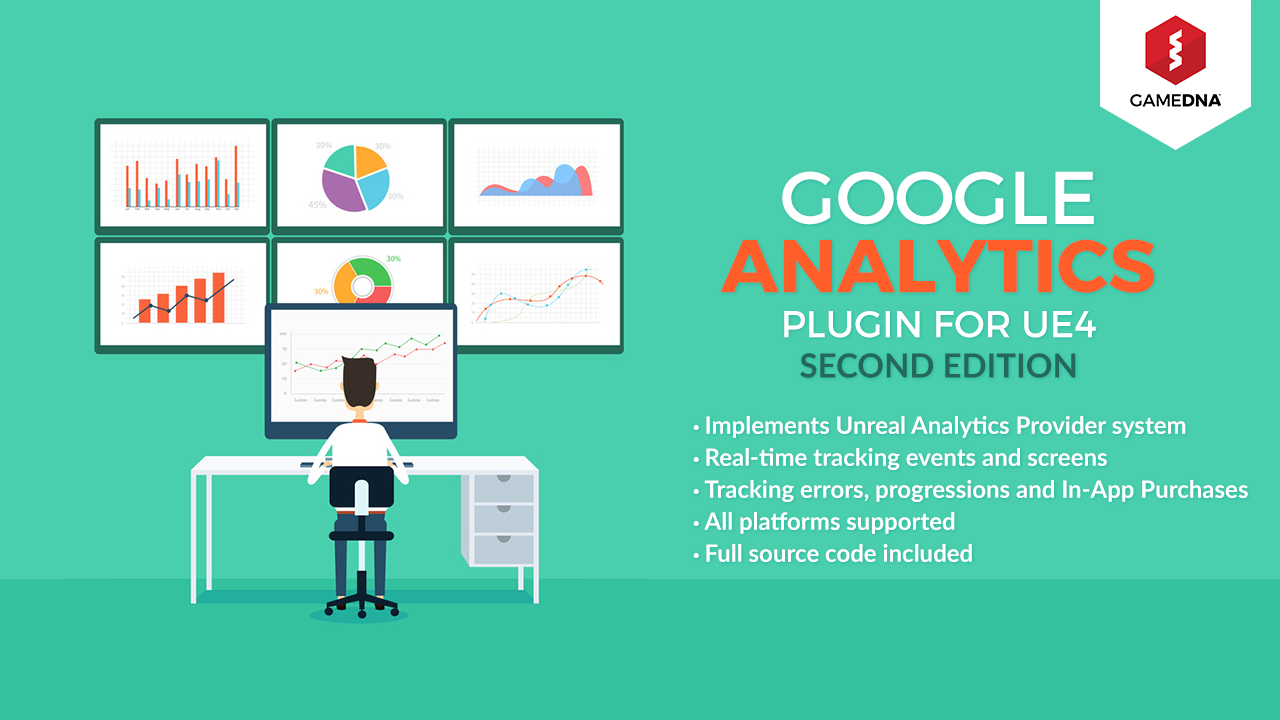 GAMEDNA
GOOGLE
ANALYTICS
PLUGIN FOR UE4
SECOND EDITION
· Implements Unreal Analytics Provider system
· Real-time tracking events and screens
· Tracking errors, progressions and In-App Purchases
· All platforms supported
· Full source code included
30%
30%
45%
30%
30%
30%